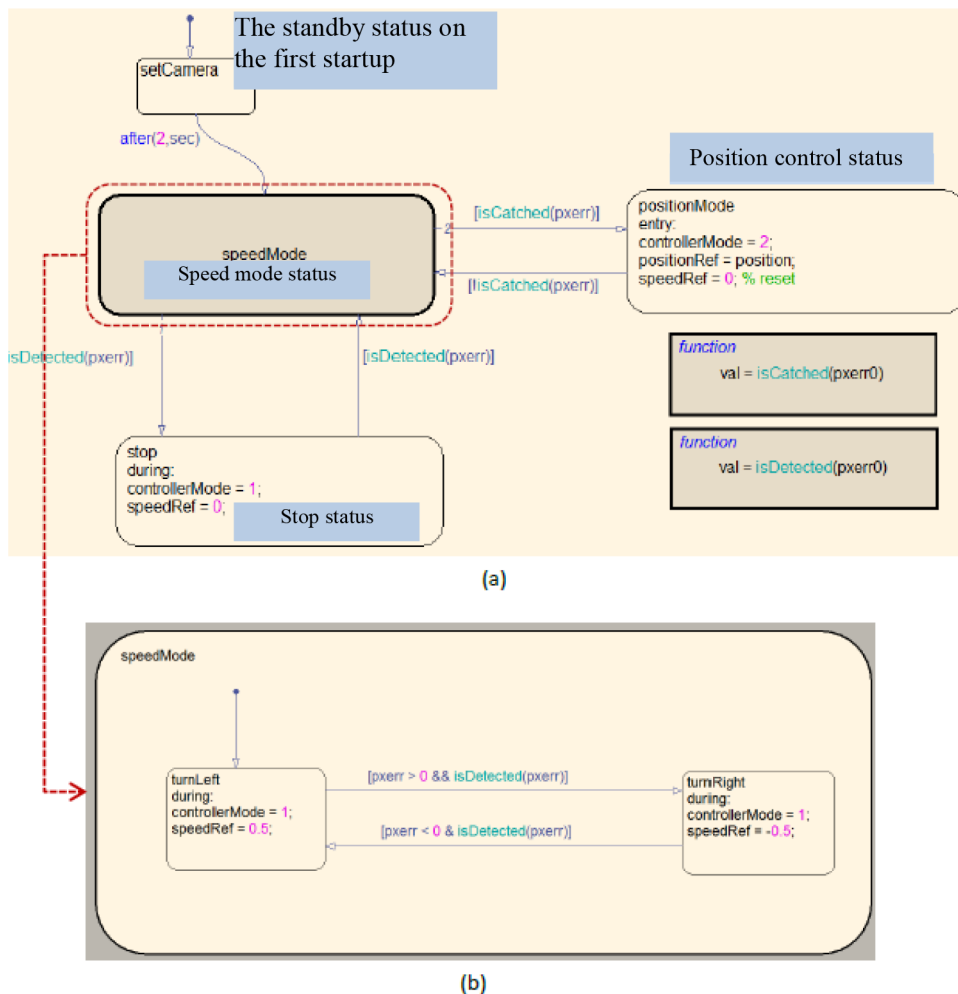 The standby status on
the first startup
setCamera
after(2,sec)
Position control status
[isCatched(pxerr)]
2
positionMode
entry:
controllerMode = 2;
positionRef = position;
speedRef = 0; % reset
speedMode
Speed mode status
[!isCatched(pxerr)]
isDetected(pxerr)]
[isDetected(pxerr)]
function
val = isCatched(pxerr0)
function
val = isDetected(pxerr0)
stop
during:
controllerMode = 1;
speedRef = 0;
Stop status
(a)
speedMode
turnLeft
during:
controllerMode = 1;
speedRef = 0.5;
[pxerr > 0 && isDetected(pxerr)]
[pxerr < 0 & isDetected(pxerr)]
turnRight
during:
controllerMode = 1;
speedRef = -0.5;
(b)